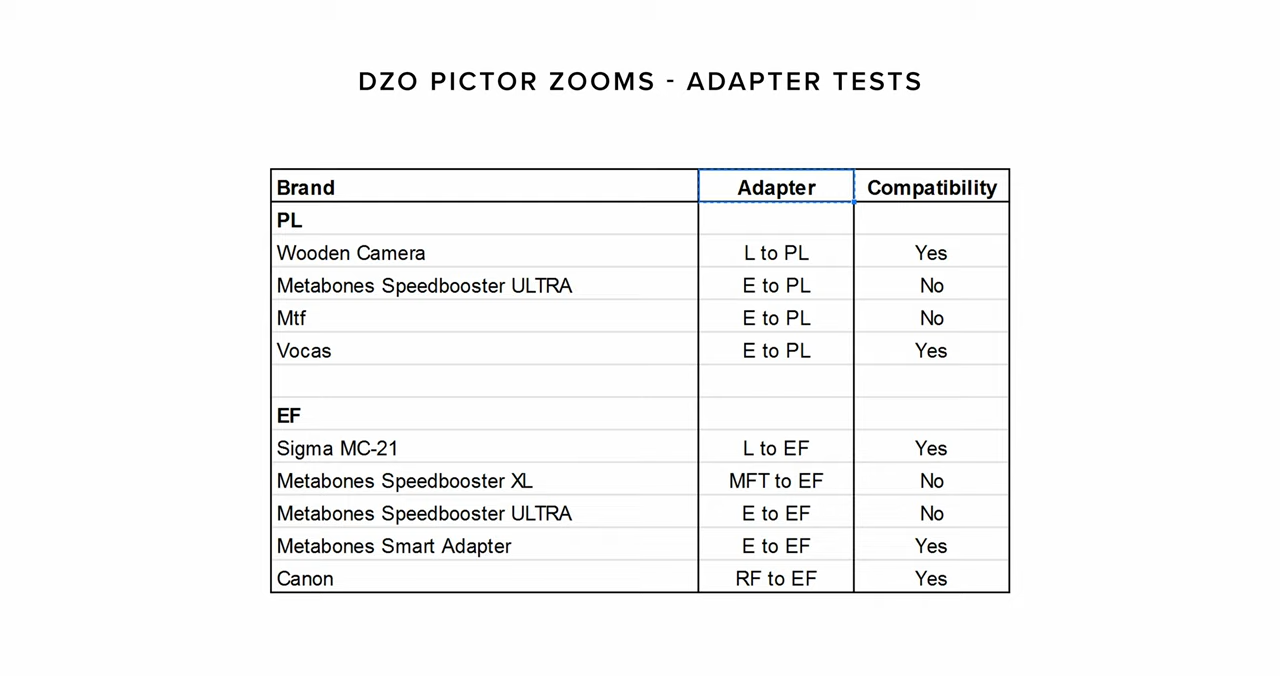 DZO PICTOR ZOOMS - ADAPTER TESTS
Brand Adapter Compatibility
PL
Wooden Camera L to PL Yes
Metabones Speedbooster ULTRA E to PL No
Mtf E to PL No
Vocas E to PL Yes
EF
Sigma MC-21 L to EF Yes
Metabones Speedbooster XL MFT to EF No
Metabones Speedbooster ULTRA E to EF No
Metabones Smart Adapter E to EF Yes
Canon RF to EF Yes